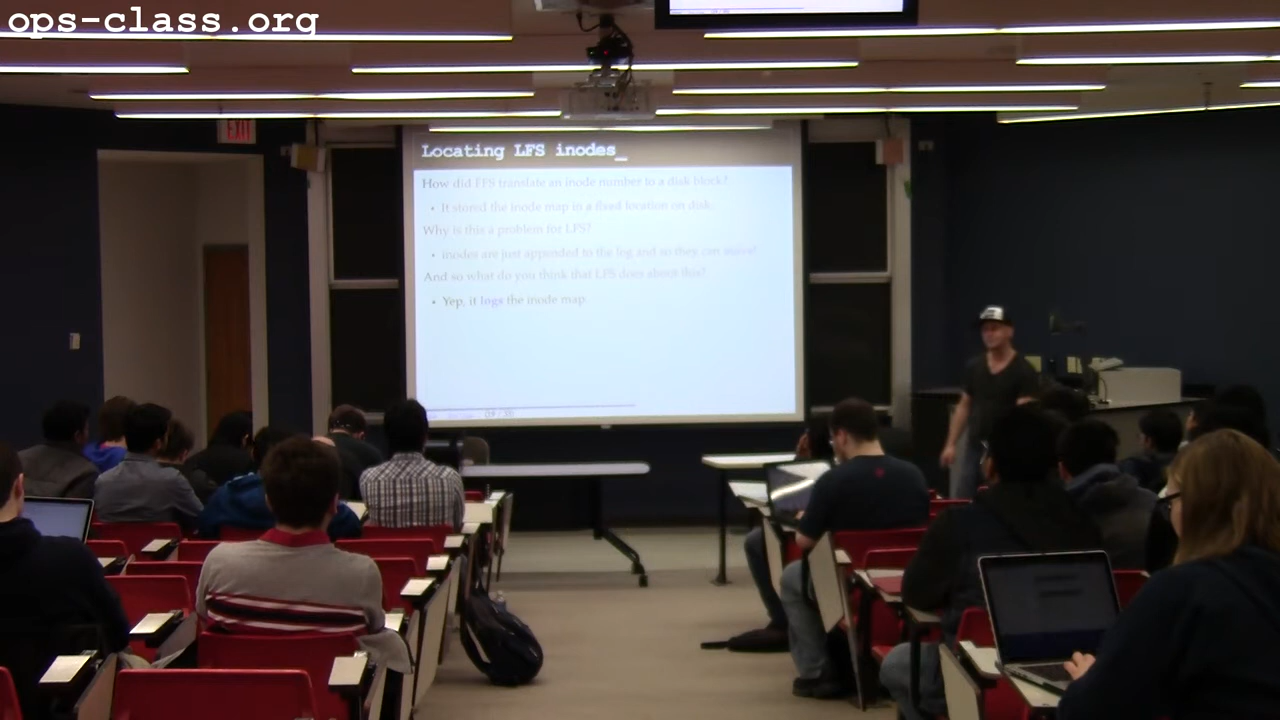 ops-class.org
EXIT
Locating LFS inodes_
How did FFS translate an inode number to a disk block?
• It stored the inode map in a fixed location on disk.
Why is this a problem for LFS?
• inodes are just appended to the log and so they can move!
And so what do you think that LFS does about this?
• Yep, it logs the inode map.